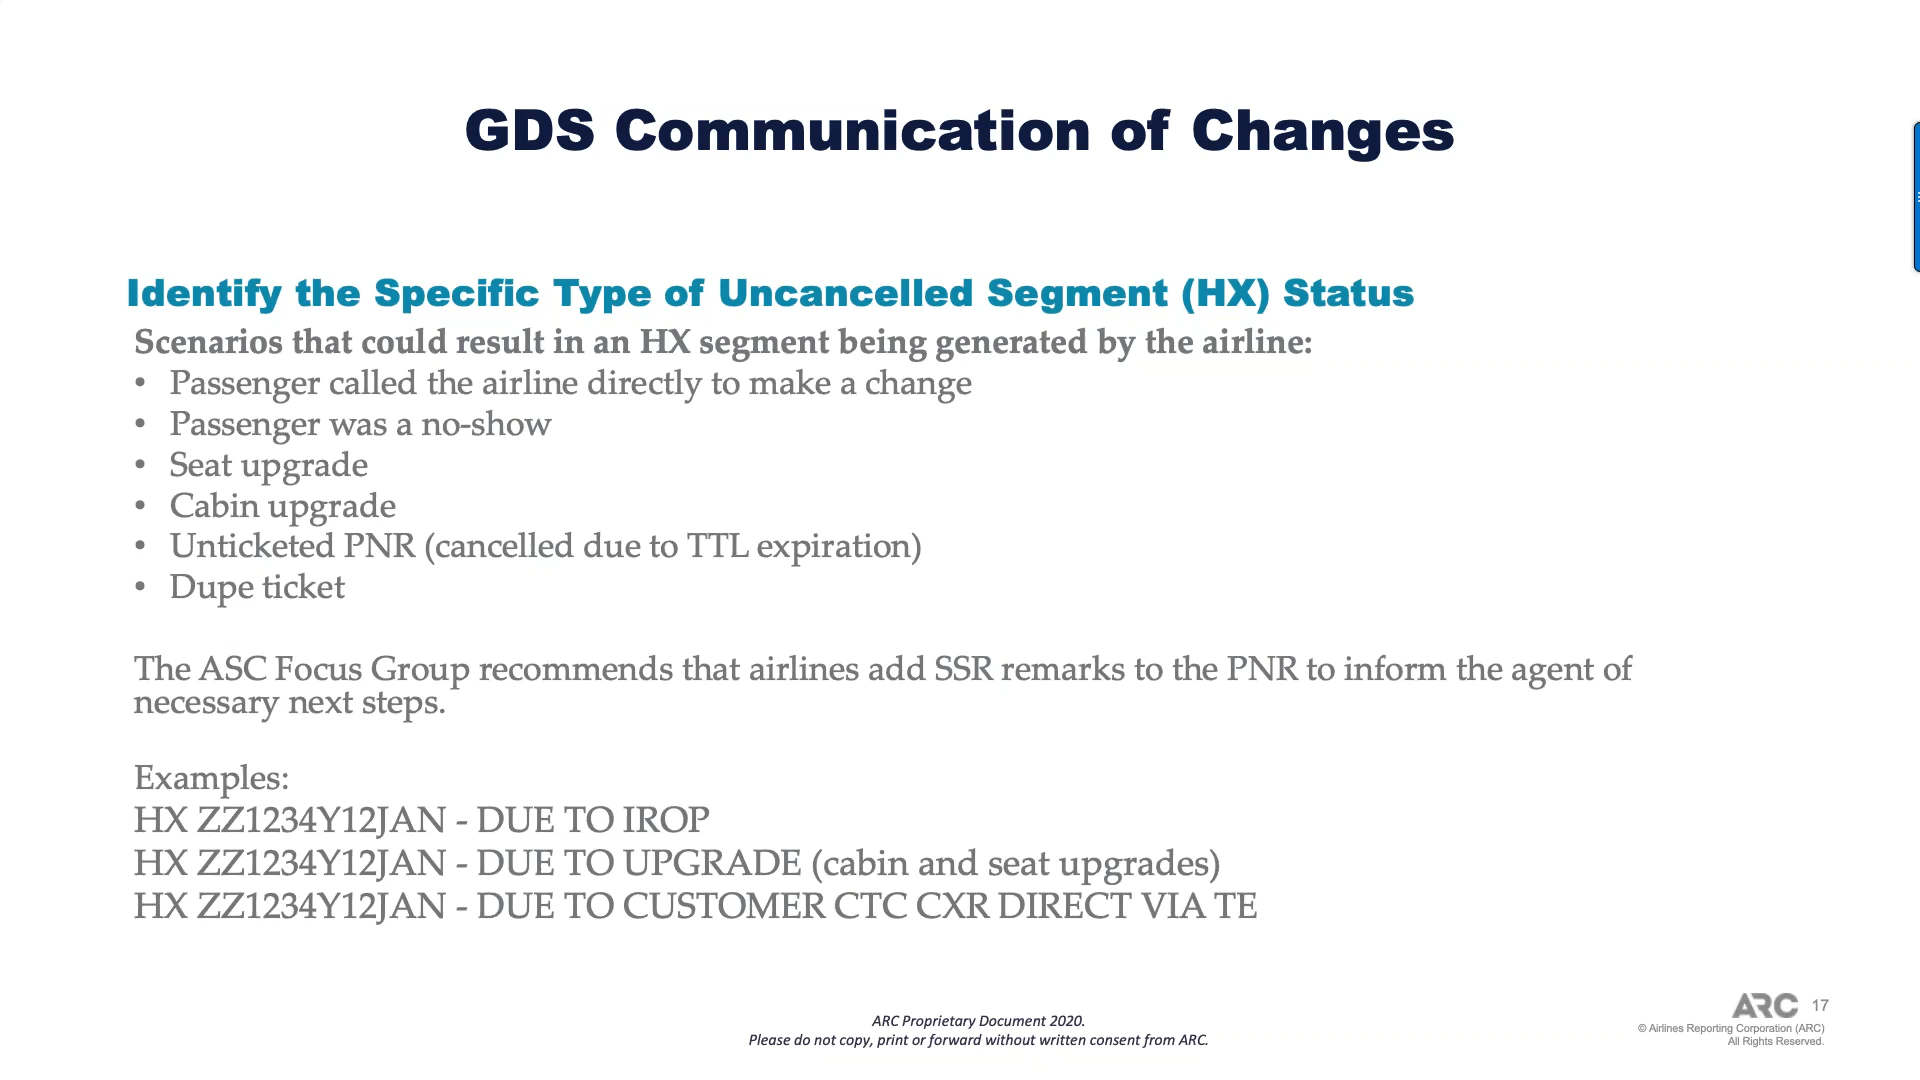 GDS Communication of Changes
Identify the Specific Type of Uncancelled Segment (HX) Status
Scenarios that could result in an HX segment being generated by the airline:
• Passenger called the airline directly to make a change
• Passenger was a no-show
• Seat upgrade
• Cabin upgrade
• Unticketed PNR (cancelled due to TTL expiration)
• Dupe ticket
The ASC Focus Group recommends that airlines add SSR remarks to the PNR to inform the agent of
necessary next steps.
Examples:
HX ZZ1234Y12JAN - DUE TO IROP
HX ZZ1234Y12JAN - DUE TO UPGRADE (cabin and seat upgrades)
HX ZZ1234Y12JAN - DUE TO CUSTOMER CTC CXR DIRECT VIA TE
ARC Proprietary Document 2020.
Please do not copy, print or forward without written consent from ARC.
ARC 17
© Airlines Reporting Corporation (ARC)
All Rights Reserved.